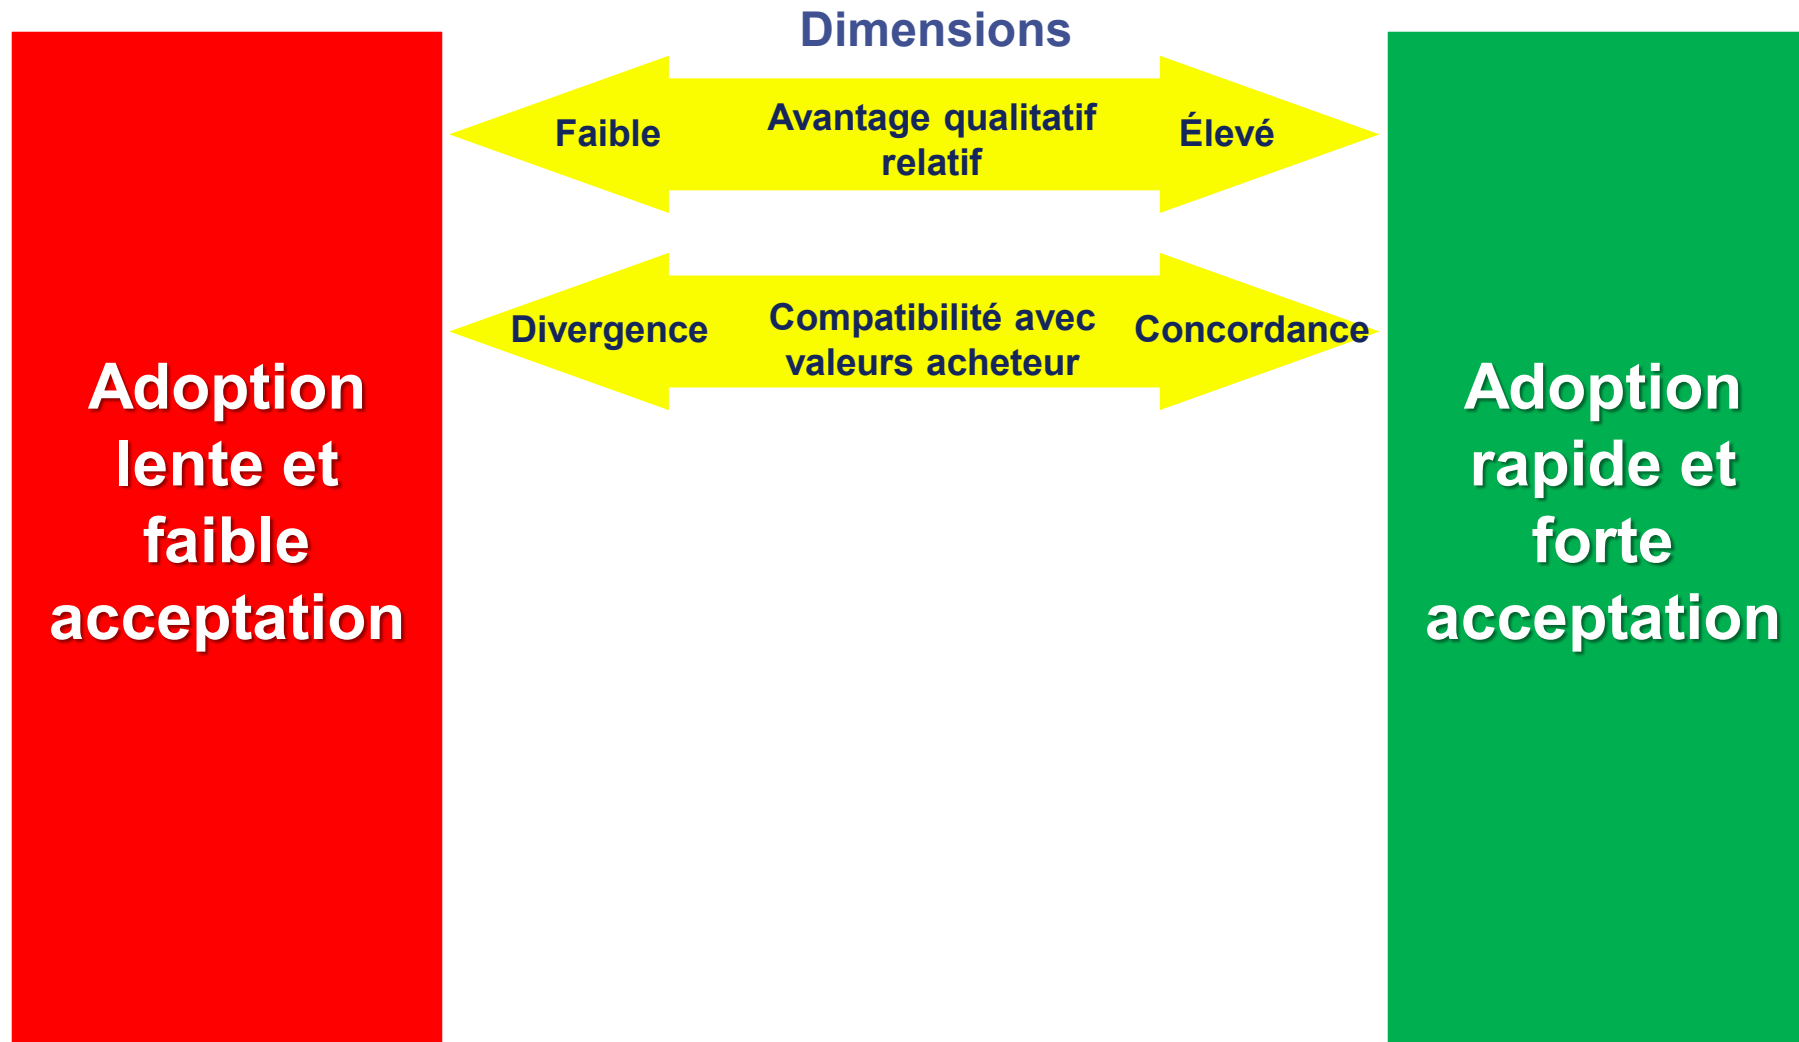 Dimensions
Faible
Avantage qualitatif
relatif
Élevé
Divergence
Compatibilité avec
valeurs acheteur
Concordance
Adoption
lente et
faible
acceptation
Adoption
rapide et
forte
acceptation